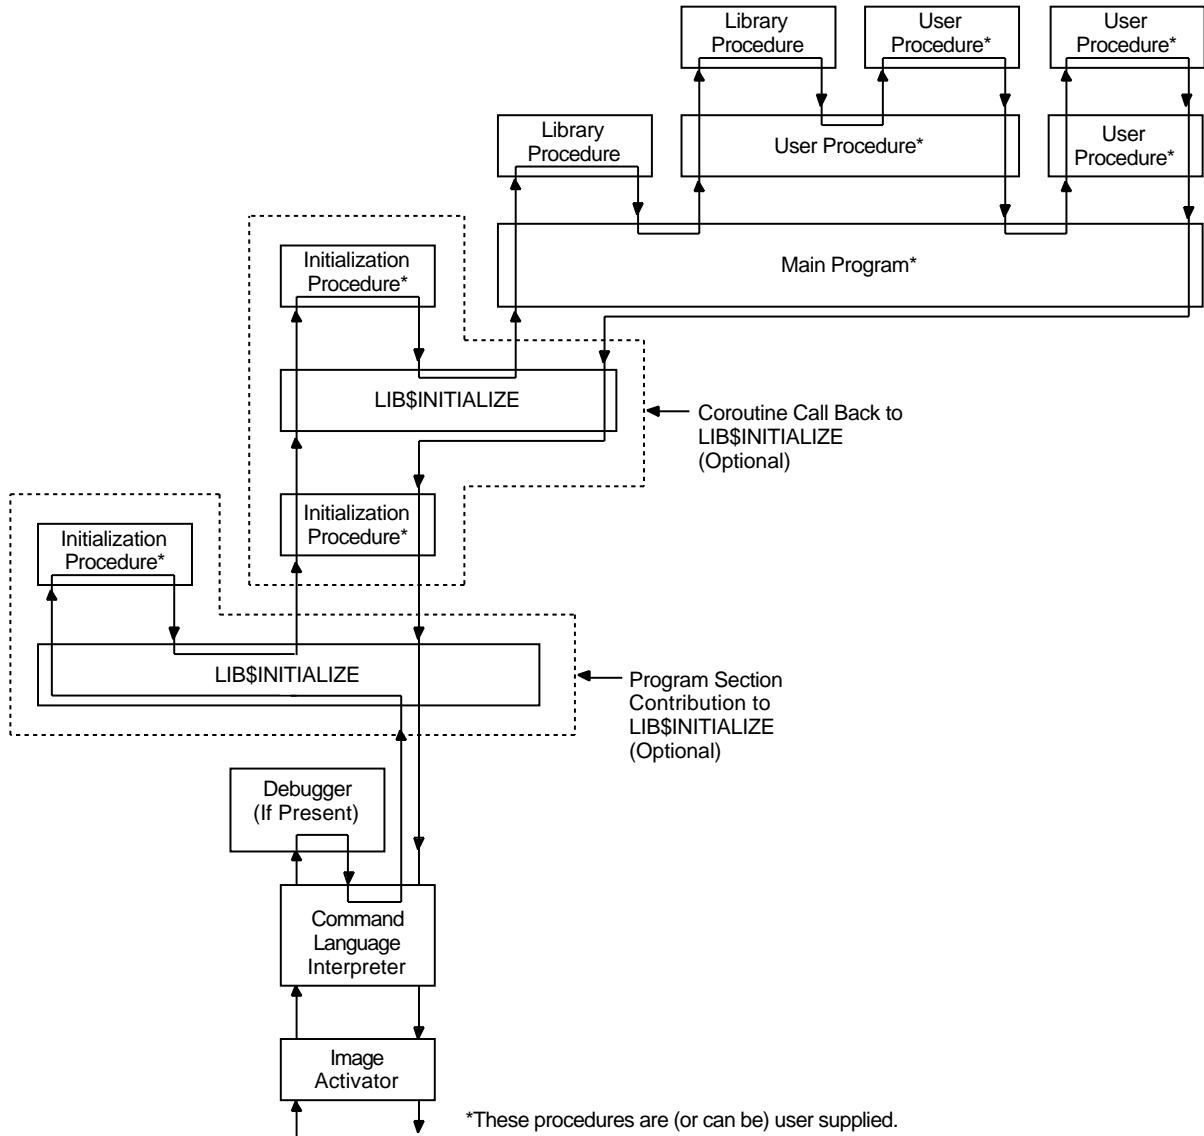 Library
Procedure
User
Procedure*
User
Procedure*
Library
Procedure
User Procedure*
User
Procedure*
Initialization
Procedure*
Main Program*
LIB$INITIALIZE
Coroutine Call Back to
LIB$INITIALIZE
(Optional)
Initialization
Procedure*
Initialization
Procedure*
LIB$INITIALIZE
Program Section
Contribution to
LIB$INITIALIZE
(Optional)
Debugger
(If Present)
Command
Language
Interpreter
Image
Activator
*These procedures are (or can be) user supplied.